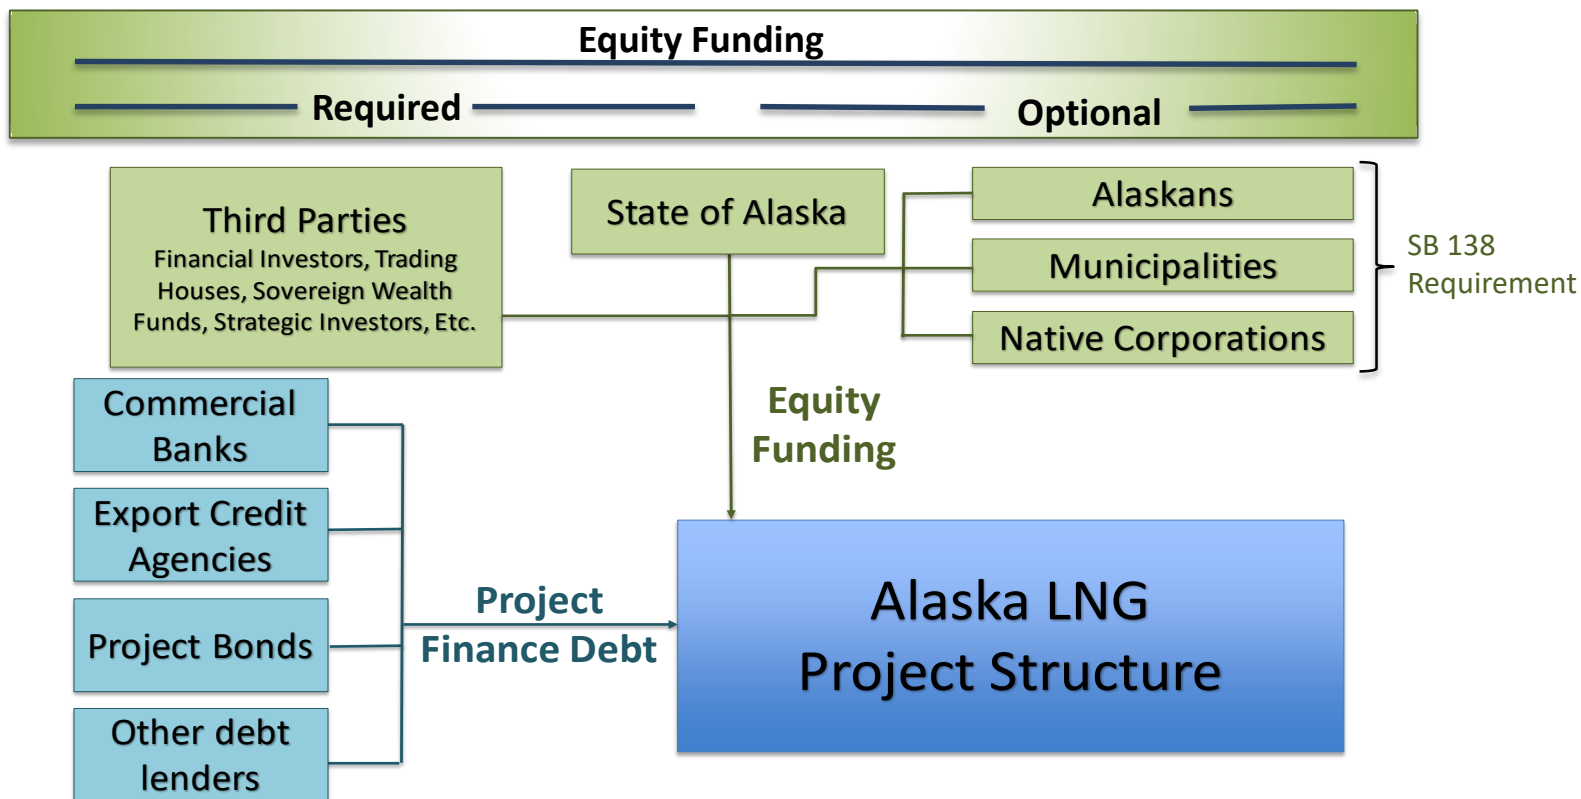 Equity Funding
Required
Optional
Third Parties
Financial Investors, Trading
Houses, Sovereign Wealth
Funds, Strategic Investors, Etc.
State of Alaska
Alaskans
Municipalities
Native Corporations
SB 138
Requirement
Commercial
Banks
Export Credit
Agencies
Project Bonds
Other debt
lenders
Equity
Funding
Project
Finance Debt
Alaska LNG
Project Structure